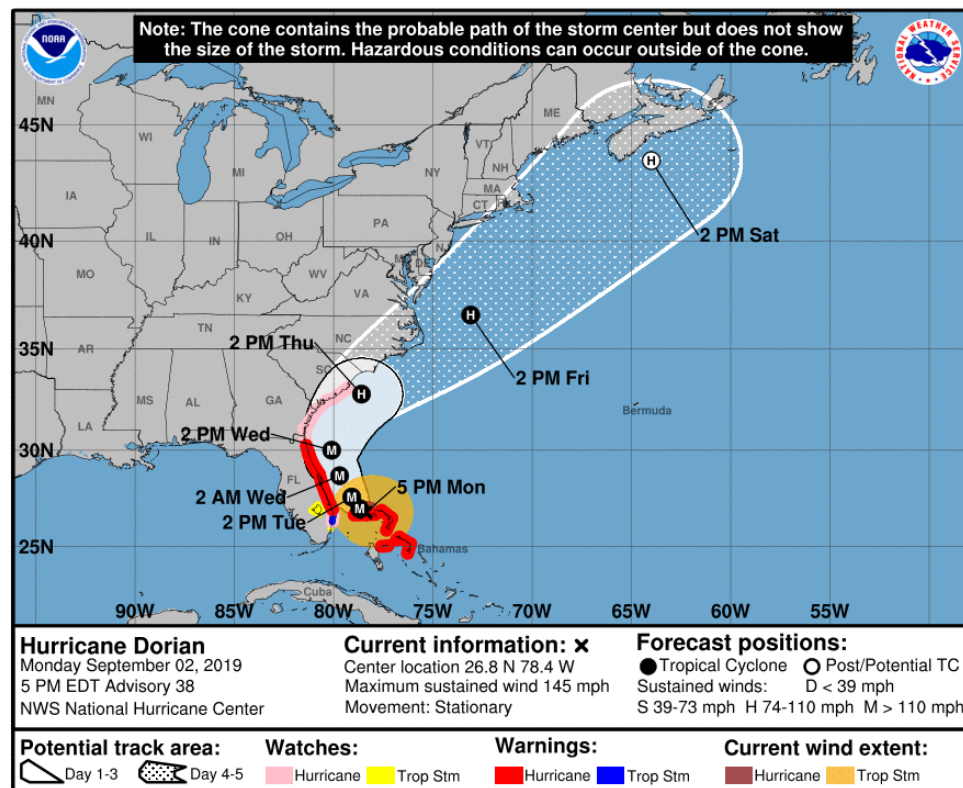 Note: The cone contains the probable path of the storm center but does not show
the size of the storm. Hazardous conditions can occur outside of the cone.
NOAA
NATIONAL WEATHER SERVICE
MN
WI
MI
IA
IL
IN
OH
PA
NY
VT
NH
ME
MA
CT
RI
NJ
MD
DE
MO
KY
WV
VA
TN
NC
AR
SC
MS
AL
GA
LA
FL
45N
40N
35N
30N
25N
H
2 PM Sat
H
2 PM Fri
2 PM Thu
H
Bermuda
2 PM Wed
M
2 AM Wed
M
2 PM Tue
M
M
5 PM Mon
Bahamas
Cuba
90W 85W 80W 75W 70W 65W 60W 55W
Hurricane Dorian
Monday September 02, 2019
5 PM EDT Advisory 38
NWS National Hurricane Center
Current information: x
Center location 26.8 N 78.4 W
Maximum sustained wind 145 mph
Movement: Stationary
Forecast positions:
Tropical Cyclone Post/Potential TC
Sustained winds: D < 39 mph
S 39-73 mph H 74-110 mph M > 110 mph
Potential track area:
Day 1-3 Day 4-5
Watches:
Hurricane Trop Stm
Warnings:
Hurricane Trop Stm
Current wind extent:
Hurricane Trop Stm